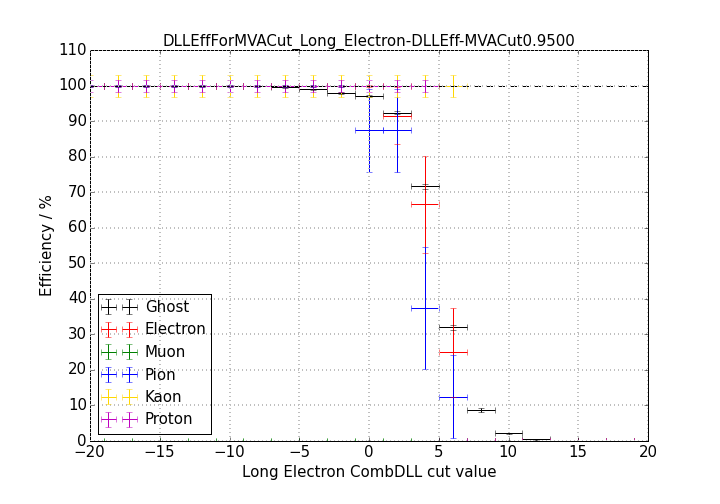 DLLEffForMVACut_Long_Electron-DLLEff-MVACut0.9500
110
100
90
80
70
60
50
40
30
20
10
0
Efficiency / %
Ghost
Electron
Muon
Pion
Kaon
Proton
−20 −15 −10 −5 0 5 10 15 20
Long Electron CombDLL cut value